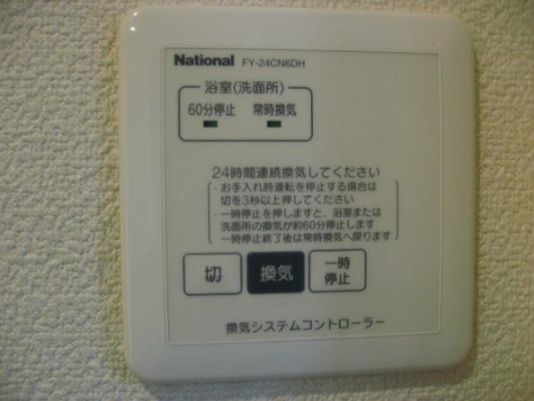 National FY-24CN6DH
浴室(洗面所)
60分停止 常時換気
24時間連続換気してください
・お手入れ時運転を停止する場合は
切を3秒以上押してください
・一時停止を押しますと、浴室または
洗面所の換気が約60分停止します
一時停止終了後は常時換気へ戻ります
切 換気 一時
停止
換気システムコントローラー